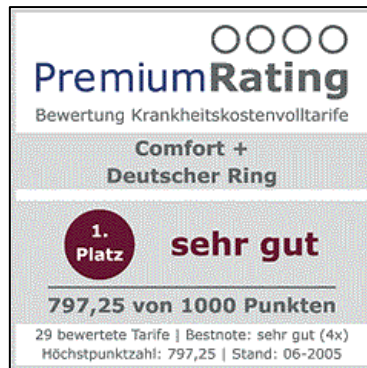 PremiumRating
Bewertung Krankheitskostenvolltarife
Comfort +
Deutscher Ring
1.
Platz
sehr gut
797,25 von 1000 Punkten
29 bewertete Tarife | Bestnote: sehr gut (4x)
Höchstpunktzahl: 797,25 | Stand: 06-2005